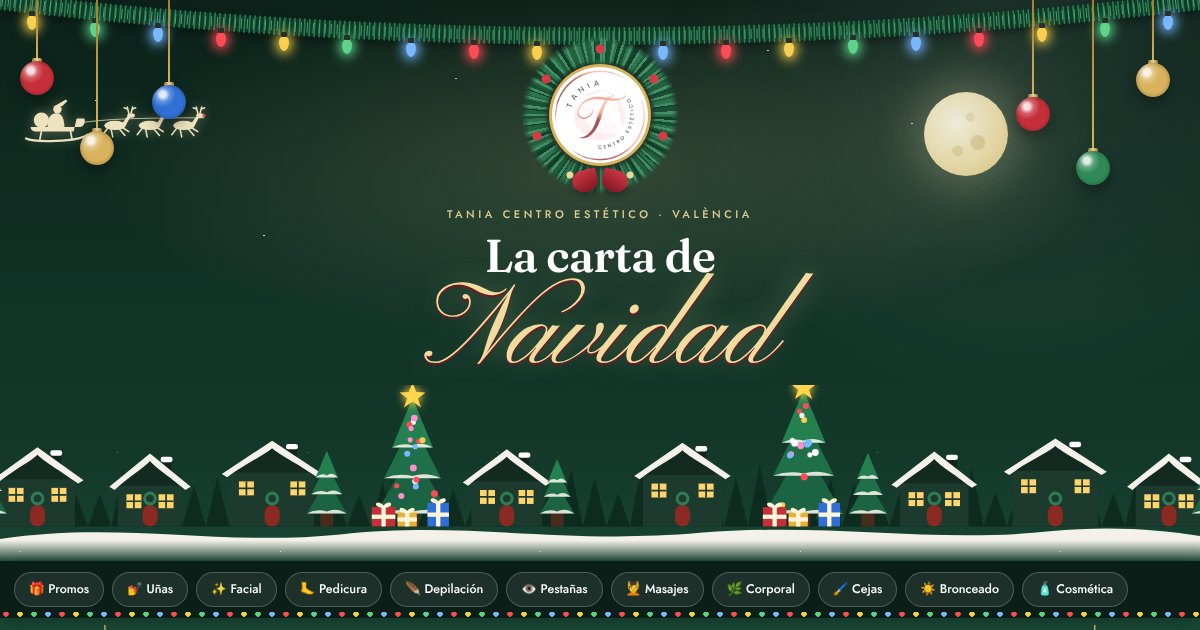 TANIA
T
CENTRO ESTÉTICO
TANIA CENTRO ESTÉTICO · VALÈNCIA
La carta de
Navidad
Promos
Uñas
Facial
Pedicura
Depilación
Pestañas
Masajes
Corporal
Cejas
Bronceado
Cosmética